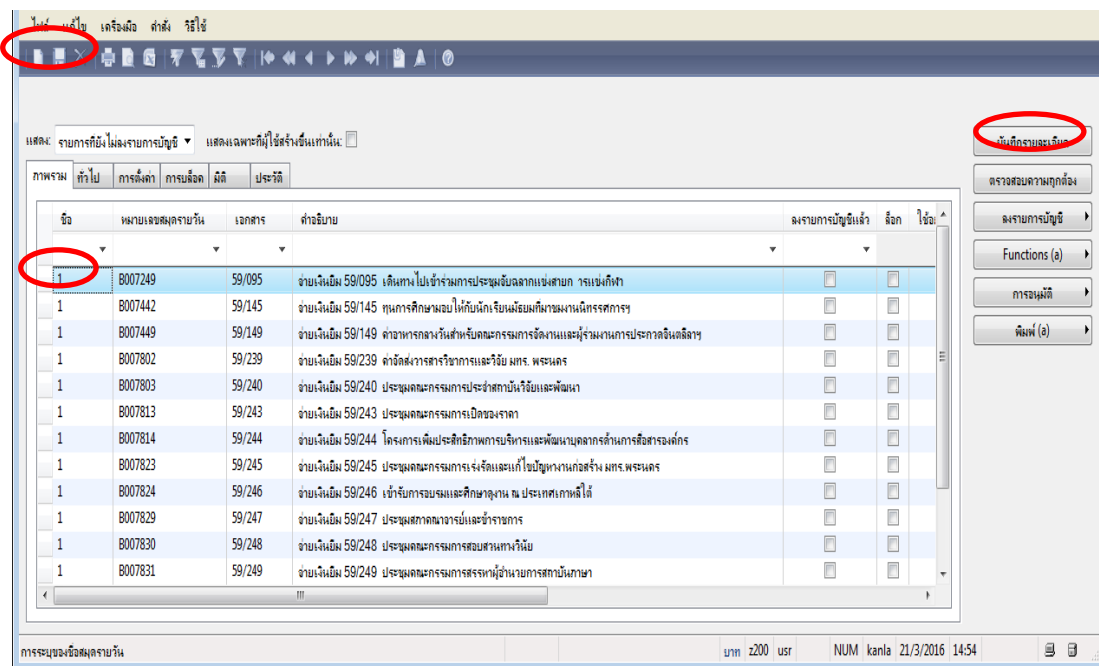 ไฟล์ แก้ไข เครื่องมือ คำสั่ง วิธีใช้
แสดง: รายการที่ยังไม่ลงรายการบัญชี แสดงเฉพาะที่ผู้ใช้สร้างขึ้นเท่านั้น:
บันทึกรายละเอียด
ภาพรวม ทั่วไป การตั้งค่า การบล็อค มิติ ประวัติ
ตรวจสอบความถูกต้อง
ชื่อ หมายเลขสมุดรายวัน เอกสาร คำอธิบาย ลงรายการบัญชีแล้ว ล็อก
ลงรายการบัญชี
Functions (a)
การอนุมัติ
พิมพ์ (a)
1 B007249 59/095 จ่ายเงินยืม 59/095 เดินทางไปเข้าร่วมการประชุมจับฉลากแบ่งสายก ารแข่งกีฬา
1 B007442 59/145 จ่ายเงินยืม 59/145 ทุนการศึกษามอบให้กับนักเรียนมัธยมที่มาชมงานนิทรรศการฯ
1 B007449 59/149 จ่ายเงินยืม 59/149 ค่าอาหารกลางวันสำหรับคณะกรรมการจัดงานและผู้ร่วมงานการประกวดจินตลีลาฯ
1 B007802 59/239 จ่ายเงินยืม 59/239 ค่าจัดส่งวารสารวิชาการและวิจัย มทร. พระนคร
1 B007803 59/240 จ่ายเงินยืม 59/240 ประชุมคณะกรรมการประจำสถาบันวิจัยและพัฒนา
1 B007813 59/243 จ่ายเงินยืม 59/243 ประชุมคณะกรรมการเปิดซองราคา
1 B007814 59/244 จ่ายเงินยืม 59/244 โครงการเพิ่มประสิทธิภาพการบริหารและพัฒนาบุคลากรด้านการสื่อสารองค์กร
1 B007823 59/245 จ่ายเงินยืม 59/245 ประชุมคณะกรรมการเร่งรัดและแก้ไขปัญหางานก่อสร้าง มทร.พระนคร
1 B007824 59/246 จ่ายเงินยืม 59/246 เข้ารับการอบรมและศึกษาดูงาน ณ ประเทศเกาหลีใต้
1 B007829 59/247 จ่ายเงินยืม 59/247 ประชุมสภาคณาจารย์และข้าราชการ
1 B007830 59/248 จ่ายเงินยืม 59/248 ประชุมคณะกรรมการสอบสวนทางวินัย
1 B007831 59/249 จ่ายเงินยืม 59/249 ประชุมคณะกรรมการสรรหาผู้อำนวยการสถาบันภาษา
การระบุของชื่อสมุดรายวัน บาท z200 usr NUM kanla 21/3/2016 14:54